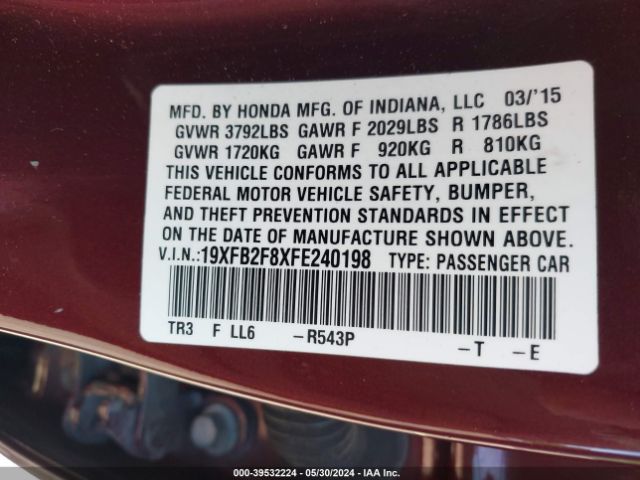 MFD. BY HONDA MFG. OF INDIANA, LLC 03/'15
GVWR 3792LBS GAWR F 2029LBS R 1786LBS
GVWR 1720KG GAWR F 920KG R 810KG
THIS VEHICLE CONFORMS TO ALL APPLICABLE
FEDERAL MOTOR VEHICLE SAFETY, BUMPER,
AND THEFT PREVENTION STANDARDS IN EFFECT
ON THE DATE OF MANUFACTURE SHOWN ABOVE.
V.I.N.:19XFB2F8XFE240198 TYPE: PASSENGER CAR
TR3 F LL6 –R543P –T –E
000-39532224 — 05/30/2024 — IAA Inc.